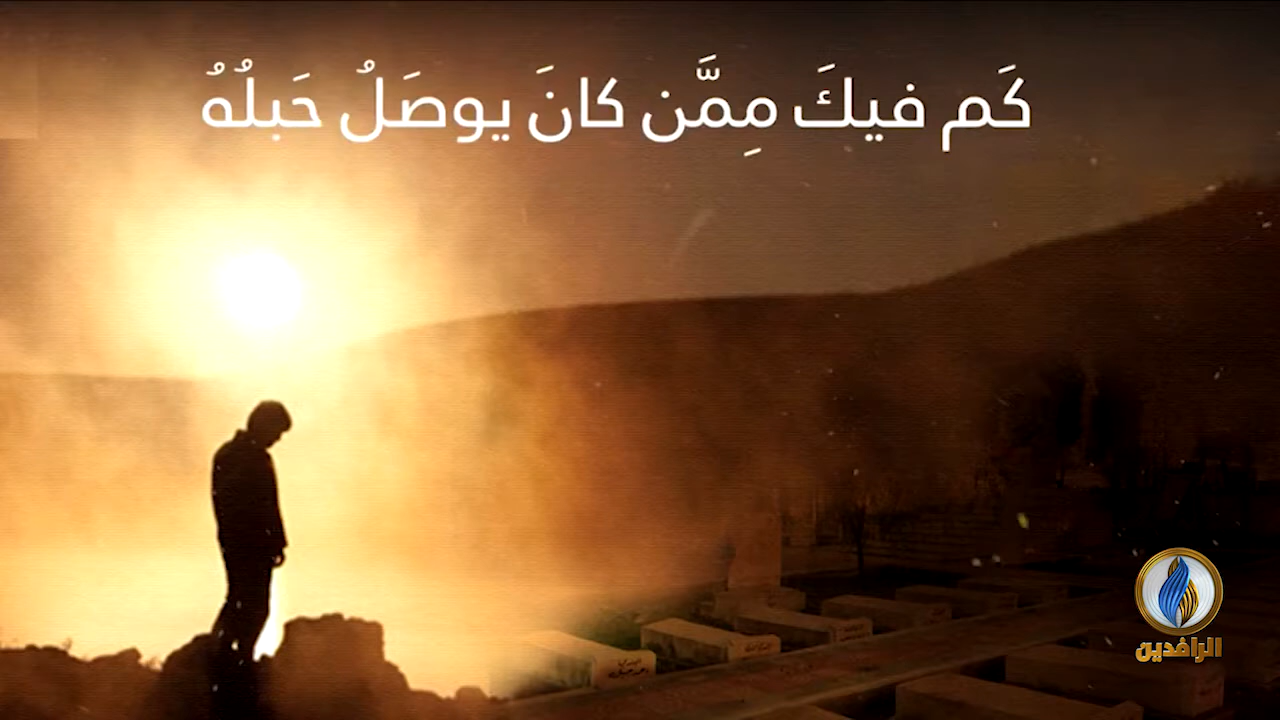 كَم فيكَ مِمَّن كانَ يوصَلُ حَبلُهُ
الرافدين